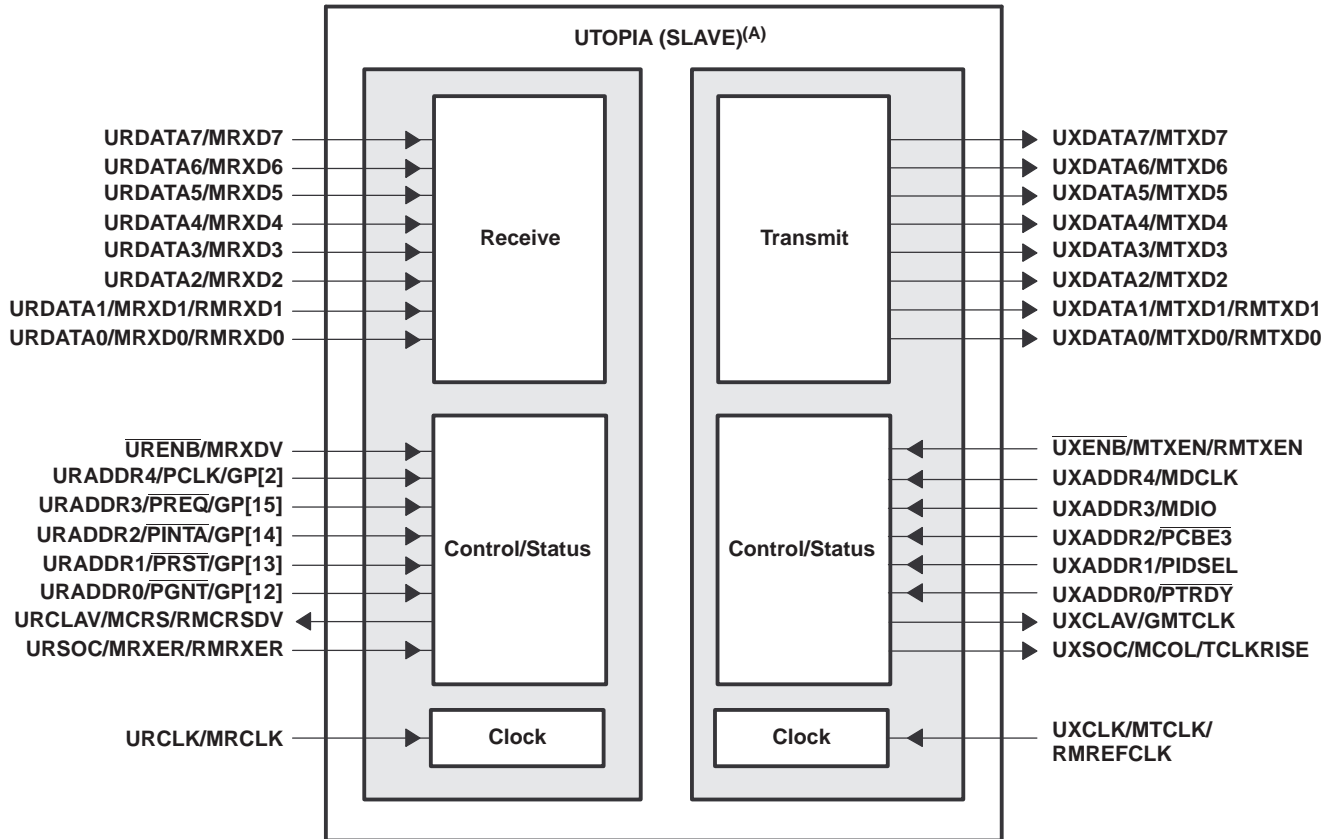 UTOPIA (SLAVE)(A)
URDATA7/MRXD7
URDATA6/MRXD6
URDATA5/MRXD5
URDATA4/MRXD4
URDATA3/MRXD3
URDATA2/MRXD2
URDATA1/MRXD1/RMRXD1
URDATA0/MRXD0/RMRXD0
Receive
Transmit
UXDATA7/MTXD7
UXDATA6/MTXD6
UXDATA5/MTXD5
UXDATA4/MTXD4
UXDATA3/MTXD3
UXDATA2/MTXD2
UXDATA1/MTXD1/RMTXD1
UXDATA0/MTXD0/RMTXD0
URENB/MRXDV
URADDR4/PCLK/GP[2]
URADDR3/PREQ/GP[15]
URADDR2/PINTA/GP[14]
URADDR1/PRST/GP[13]
URADDR0/PGNT/GP[12]
URCLAV/MCRS/RMCRSDV
URSOC/MRXER/RMRXER
Control/Status
Control/Status
UXENB/MTXEN/RMTXEN
UXADDR4/MDCLK
UXADDR3/MDIO
UXADDR2/PCBE3
UXADDR1/PIDSEL
UXADDR0/PTRDY
UXCLAV/GMTCLK
UXSOC/MCOL/TCLKRISE
URCLK/MRCLK
Clock
Clock
UXCLK/MTCLK/
RMREFCLK